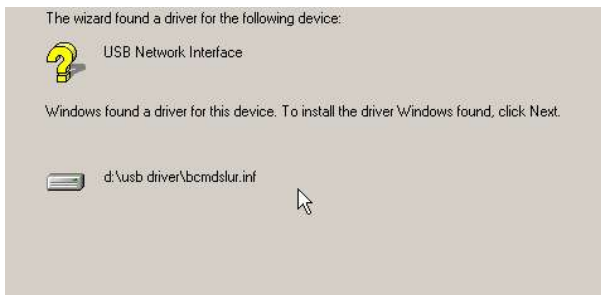 The wizard found a driver for the following device:
USB Network Interface
Windows found a driver for this device. To install the driver Windows found, click Next.
d:\usb driver\bcmdslur.inf